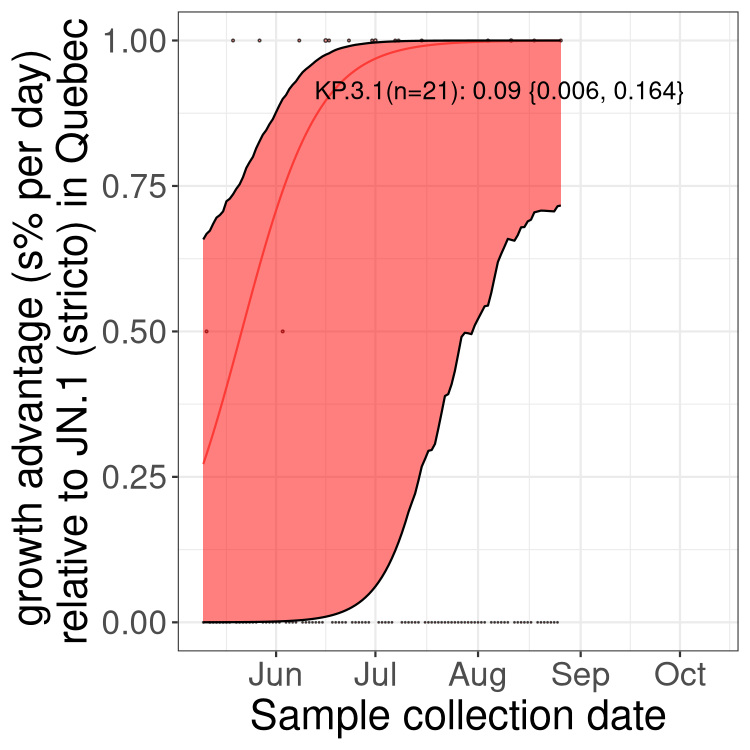 growth advantage (s% per day)
relative to JN.1 (stricto) in Quebec
1.00
0.75
0.50
0.25
0.00
KP.3.1(n=21): 0.09 {0.006, 0.164}
Jun Jul Aug Sep Oct
Sample collection date